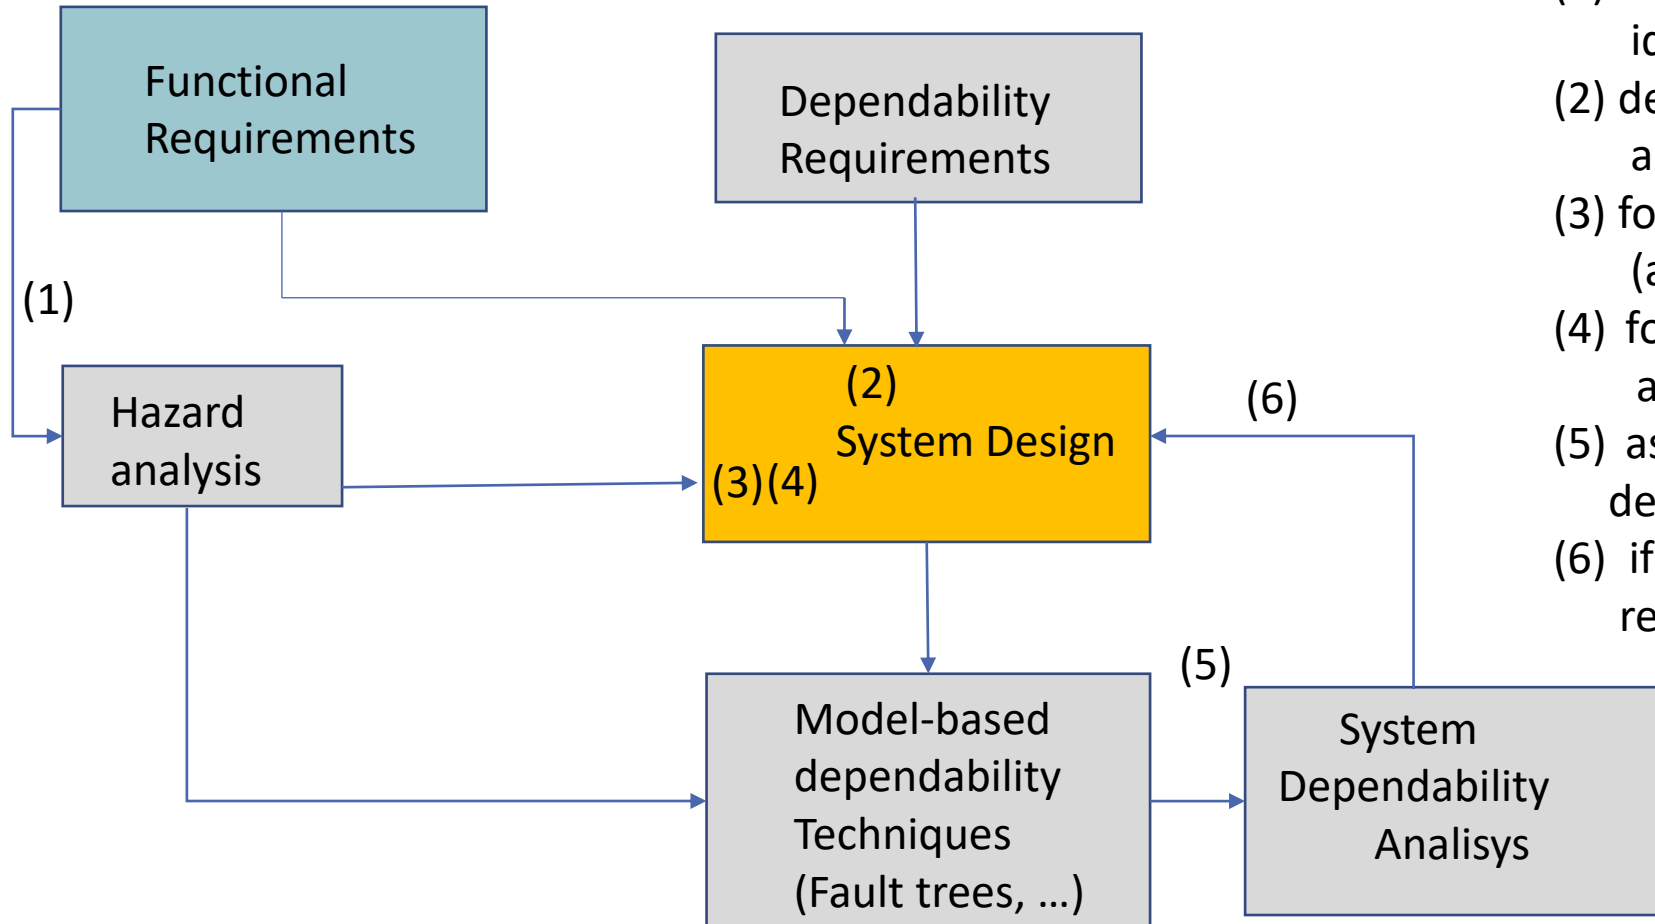 Functional
Requirements
Dependability
Requirements
(1)
Hazard
analysis
(2)
System Design
(3)(4)
(6)
Model-based
dependability
Techniques
(Fault trees, ...)
(5)
System
Dependability
Analisys
(2)
(3)
(4)
(5)
(6) if